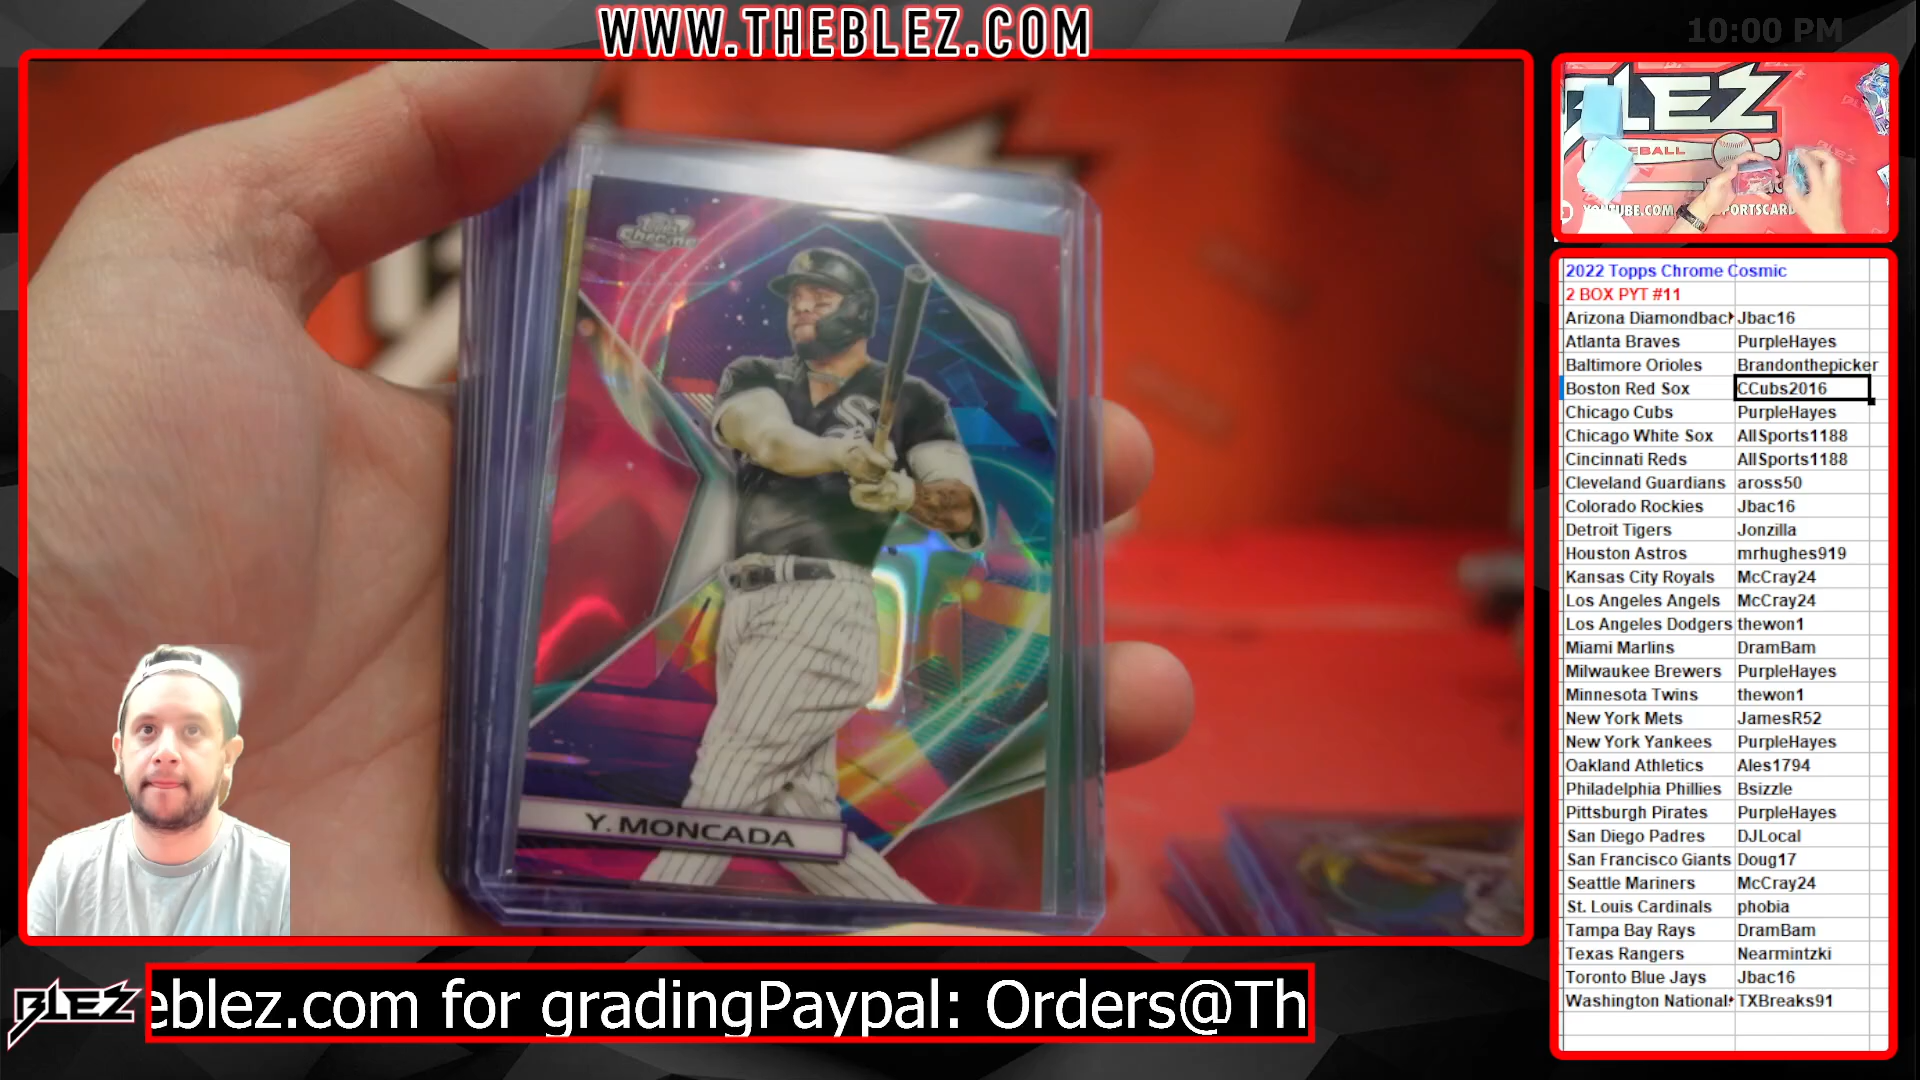 WWW.THEBLEZ.COM
10:00 PM
Topps
Chrome
Y. MONCADA
BLEZ
2022 Topps Chrome Cosmic
2 BOX PYT #11
Arizona Diamondback Jbac16
Atlanta Braves PurpleHayes
Baltimore Orioles Brandonthepicker
Boston Red Sox CCubs2016
Chicago Cubs PurpleHayes
Chicago White Sox AllSports1188
Cincinnati Reds AllSports1188
Cleveland Guardians aross50
Colorado Rockies Jbac16
Detroit Tigers Jonzilla
Houston Astros mrhughes919
Kansas City Royals McCray24
Los Angeles Angels McCray24
Los Angeles Dodgers thewon1
Miami Marlins DramBam
Milwaukee Brewers PurpleHayes
Minnesota Twins thewon1
New York Mets JamesR52
New York Yankees PurpleHayes
Oakland Athletics Ales1794
Philadelphia Phillies Bsizzle
Pittsburgh Pirates PurpleHayes
San Diego Padres DJLocal
San Francisco Giants Doug17
Seattle Mariners McCray24
St. Louis Cardinals phobia
Tampa Bay Rays DramBam
Texas Rangers Nearmintzki
Toronto Blue Jays Jbac16
Washington National TXBreaks91
BLEZ
eblez.com for gradingPaypal: Orders@Th